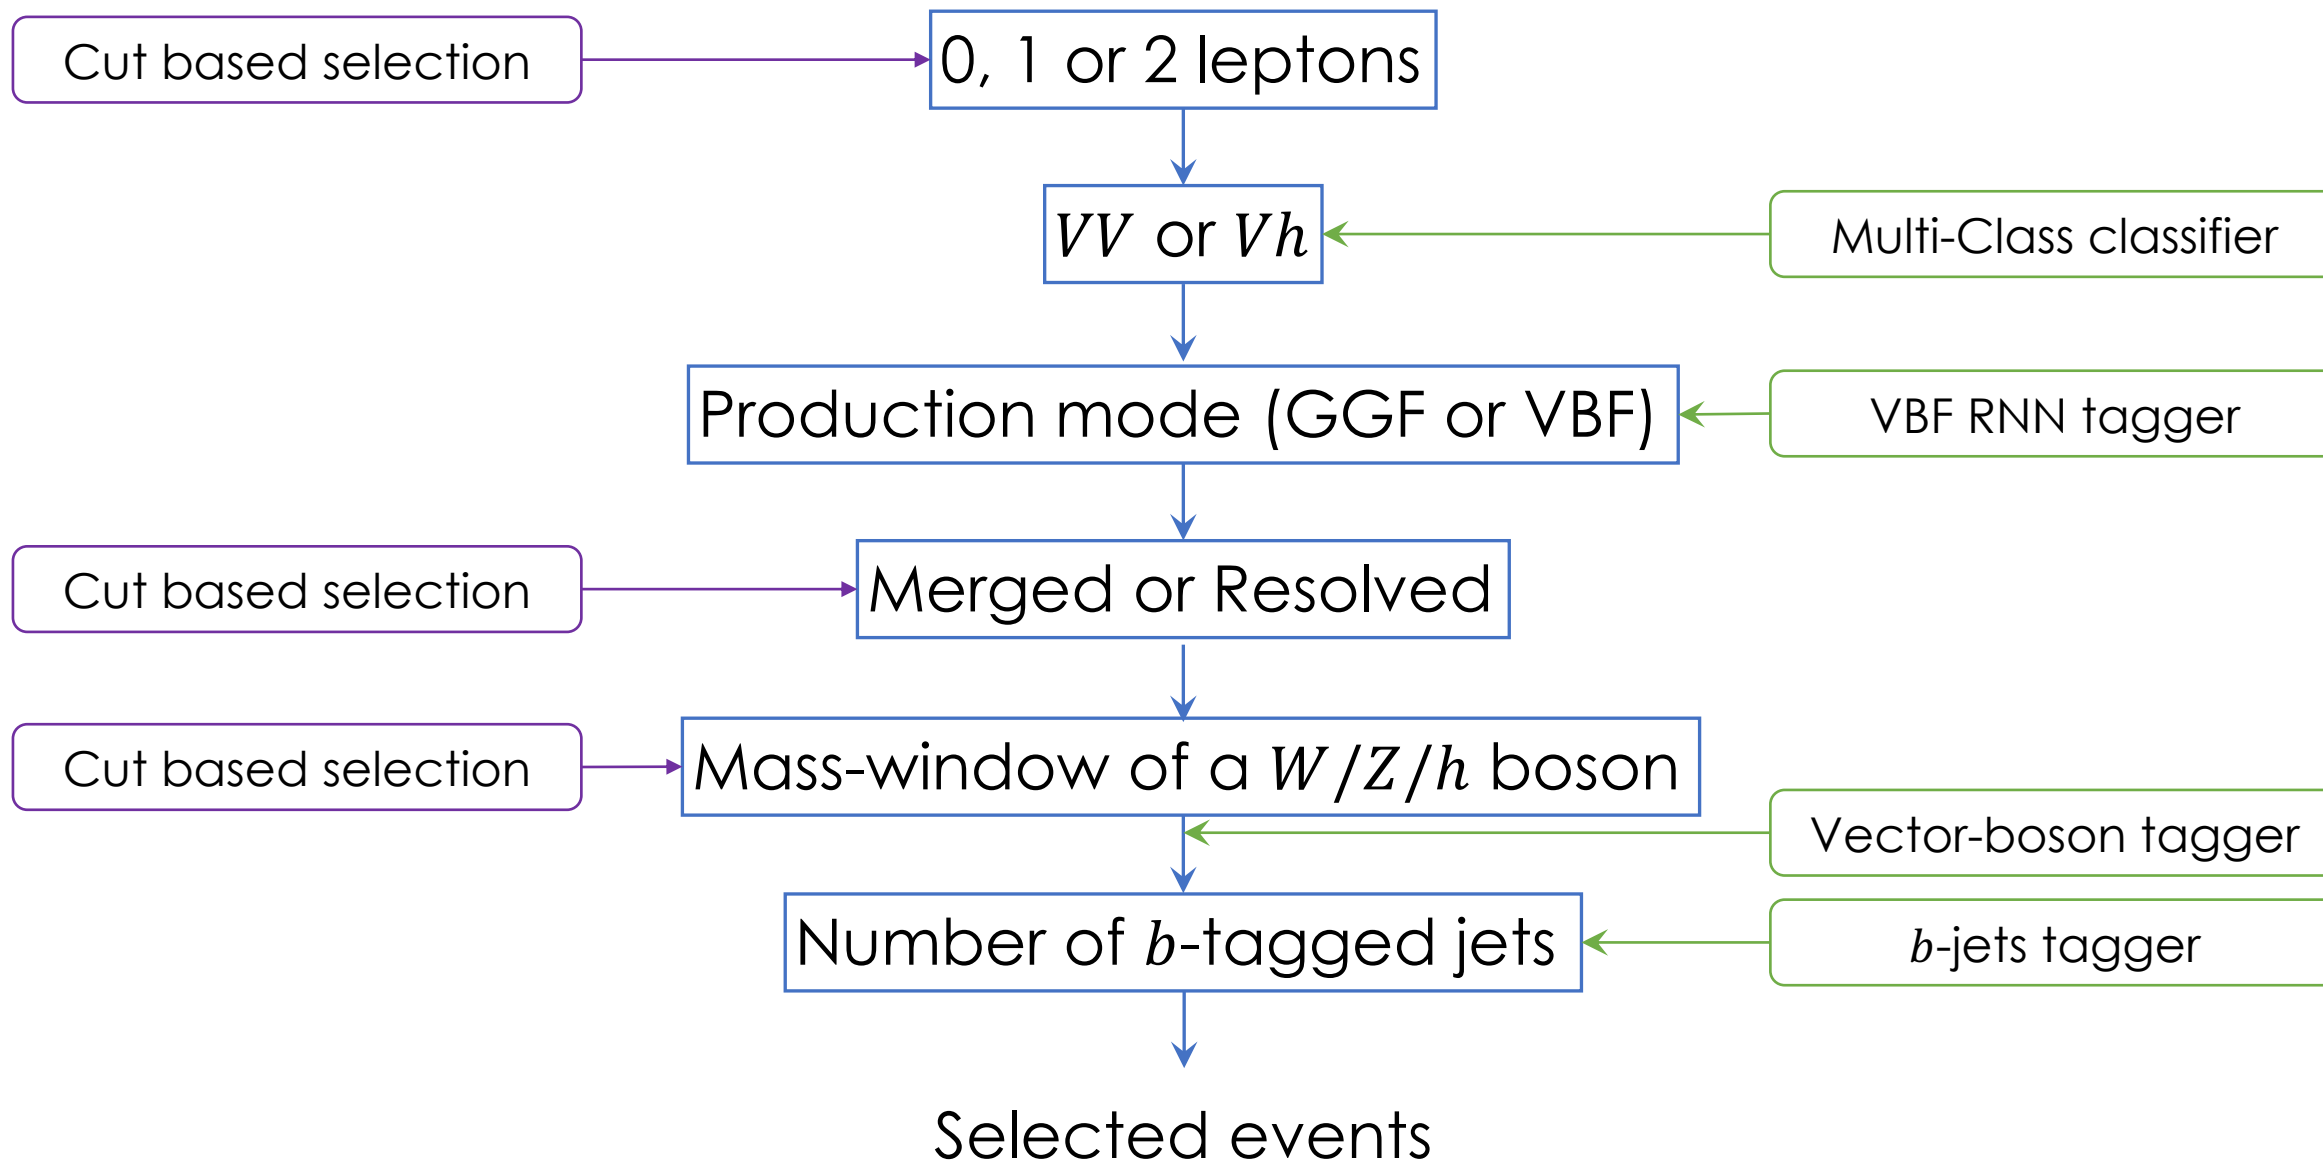 Cut based selection
0, 1 or 2 leptons
VV or Vh
Multi-Class classifier
Production mode (GGF or VBF)
VBF RNN tagger
Cut based selection
Merged or Resolved
Cut based selection
Mass-window of a W/Z/h boson
Vector-boson tagger
Number of b-tagged jets
b-jets tagger
Selected events